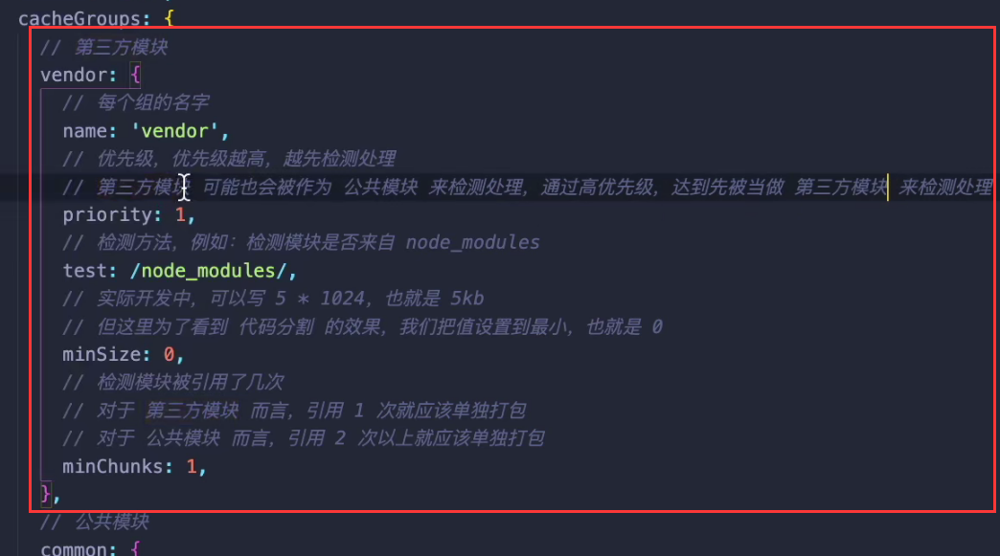 cacheGroups: {
// 第三方模块
vendor: {
// 每个组的名字
name: 'vendor',
// 优先级，优先级越高，越先检测处理
// 第三方模块 可能也会被作为 公共模块 来检测处理，通过高优先级，达到先被当做 第三方模块 来检测处理
priority: 1,
// 检测方法，例如：检测模块是否来自 node_modules
test: /node_modules/,
// 实际开发中，可以写 5 * 1024，也就是 5kb
// 但这里为了看到 代码分割 的效果，我们把值设置到最小，也就是 0
minSize: 0,
// 检测模块被引用了几次
// 对于 第三方模块 而言，引用 1 次就应该单独打包
// 对于 公共模块 而言，引用 2 次以上就应该单独打包
minChunks: 1,
},
// 公共模块
common: {